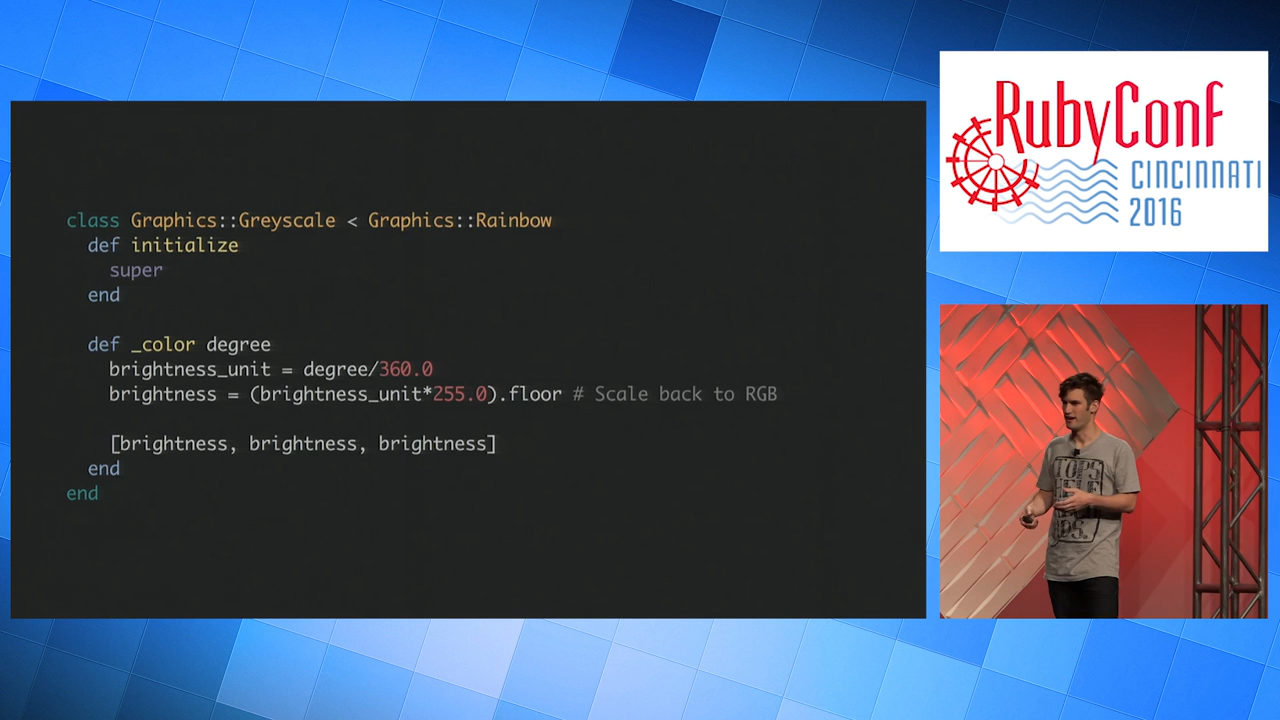 class Graphics::Greyscale < Graphics::Rainbow
  def initialize
    super
  end

  def _color degree
    brightness_unit = degree/360.0
    brightness = (brightness_unit*255.0).floor # Scale back to RGB

    [brightness, brightness, brightness]
  end
end
RubyConf
CINCINNATI
2016